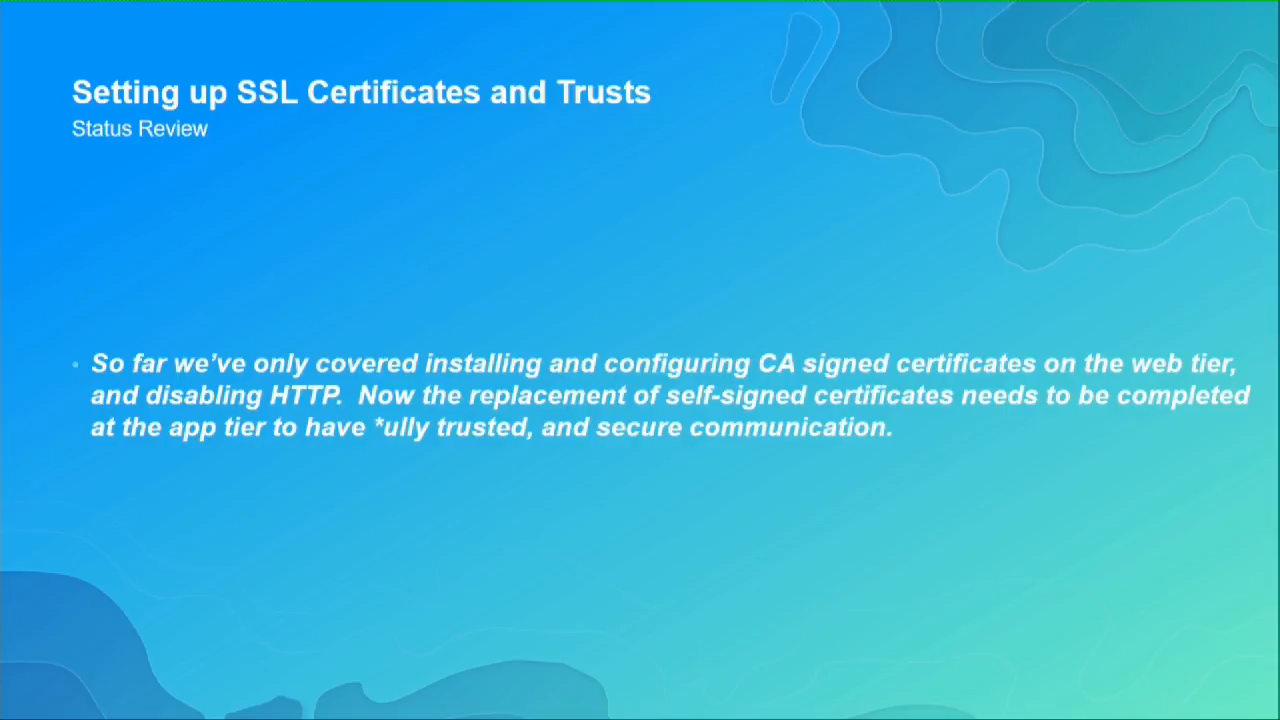 Setting up SSL Certificates and Trusts
Status Review
• So far we’ve only covered installing and configuring CA signed certificates on the web tier,
and disabling HTTP.  Now the replacement of self-signed certificates needs to be completed
at the app tier to have *ully trusted, and secure communication.